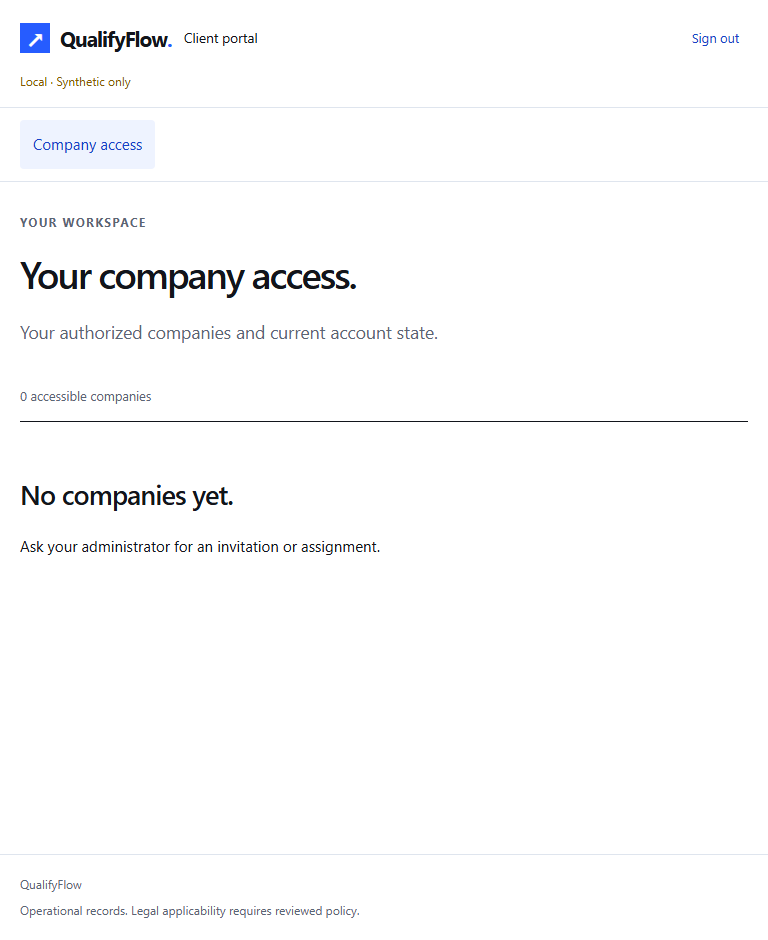 QualifyFlow. Client portal Sign out
Local · Synthetic only
Company access
YOUR WORKSPACE
Your company access.
Your authorized companies and current account state.
0 accessible companies
No companies yet.
Ask your administrator for an invitation or assignment.
QualifyFlow
Operational records. Legal applicability requires reviewed policy.